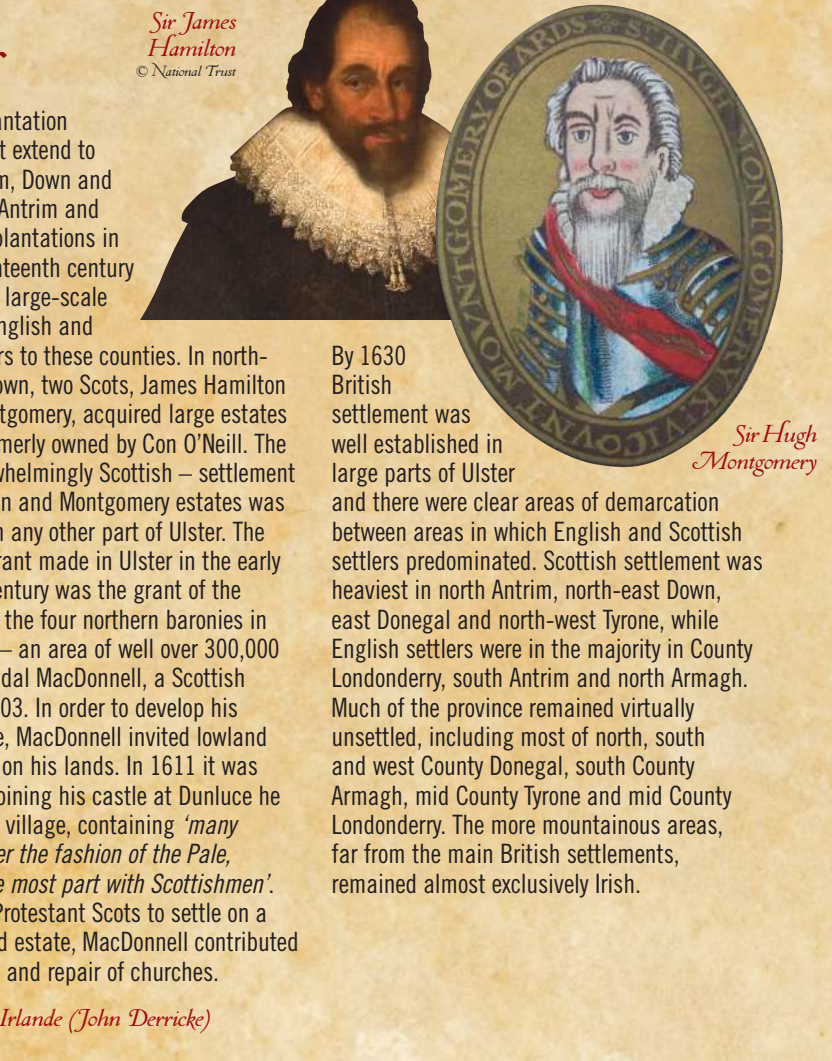 Sir James
Hamilton
© National Trust
MOVNTGOMERY OF ARDS
Sr HVGH MONTGOMERY K: VICOVNT
antation
t extend to
n, Down and
Antrim and
plantations in
nteenth century
large-scale
nglish and
rs to these counties. In north-
own, two Scots, James Hamilton
tgomery, acquired large estates
merly owned by Con O’Neill. The
whelmingly Scottish – settlement
n and Montgomery estates was
n any other part of Ulster. The
rant made in Ulster in the early
entury was the grant of the
the four northern baronies in
– an area of well over 300,000
dal MacDonnell, a Scottish
03. In order to develop his
e, MacDonnell invited lowland
on his lands. In 1611 it was
oining his castle at Dunluce he
village, containing ‘many
er the fashion of the Pale,
e most part with Scottishmen’.
Protestant Scots to settle on a
d estate, MacDonnell contributed
and repair of churches.
Irlande (John Derricke)
By 1630
British
settlement was
well established in
large parts of Ulster
and there were clear areas of demarcation
between areas in which English and Scottish
settlers predominated. Scottish settlement was
heaviest in north Antrim, north-east Down,
east Donegal and north-west Tyrone, while
English settlers were in the majority in County
Londonderry, south Antrim and north Armagh.
Much of the province remained virtually
unsettled, including most of north, south
and west County Donegal, south County
Armagh, mid County Tyrone and mid County
Londonderry. The more mountainous areas,
far from the main British settlements,
remained almost exclusively Irish.
Sir Hugh
Montgomery